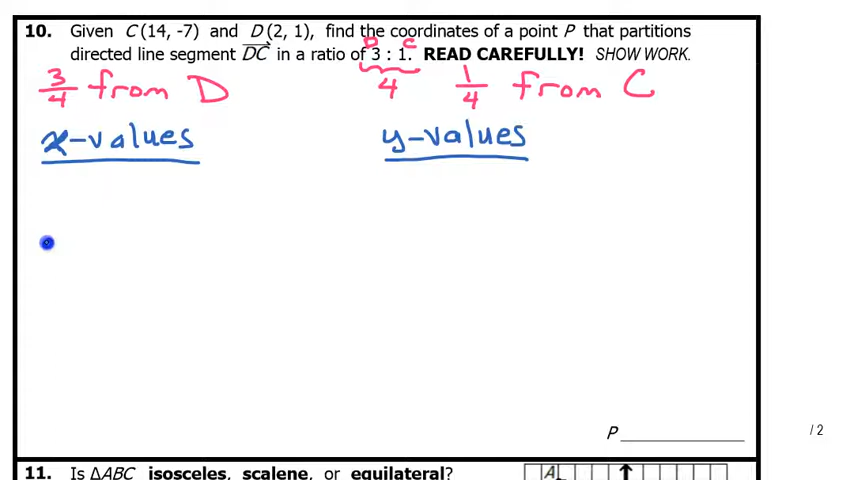 10. Given C(14, -7) and D(2, 1), find the coordinates of a point P that partitions
directed line segment DC in a ratio of 3 : 1. READ CAREFULLY! SHOW WORK.
D C
3/4 from D 4 1/4 from C
x-values y-values
P ____________ / 2
11. Is ΔABC isosceles, scalene, or equilateral?
A